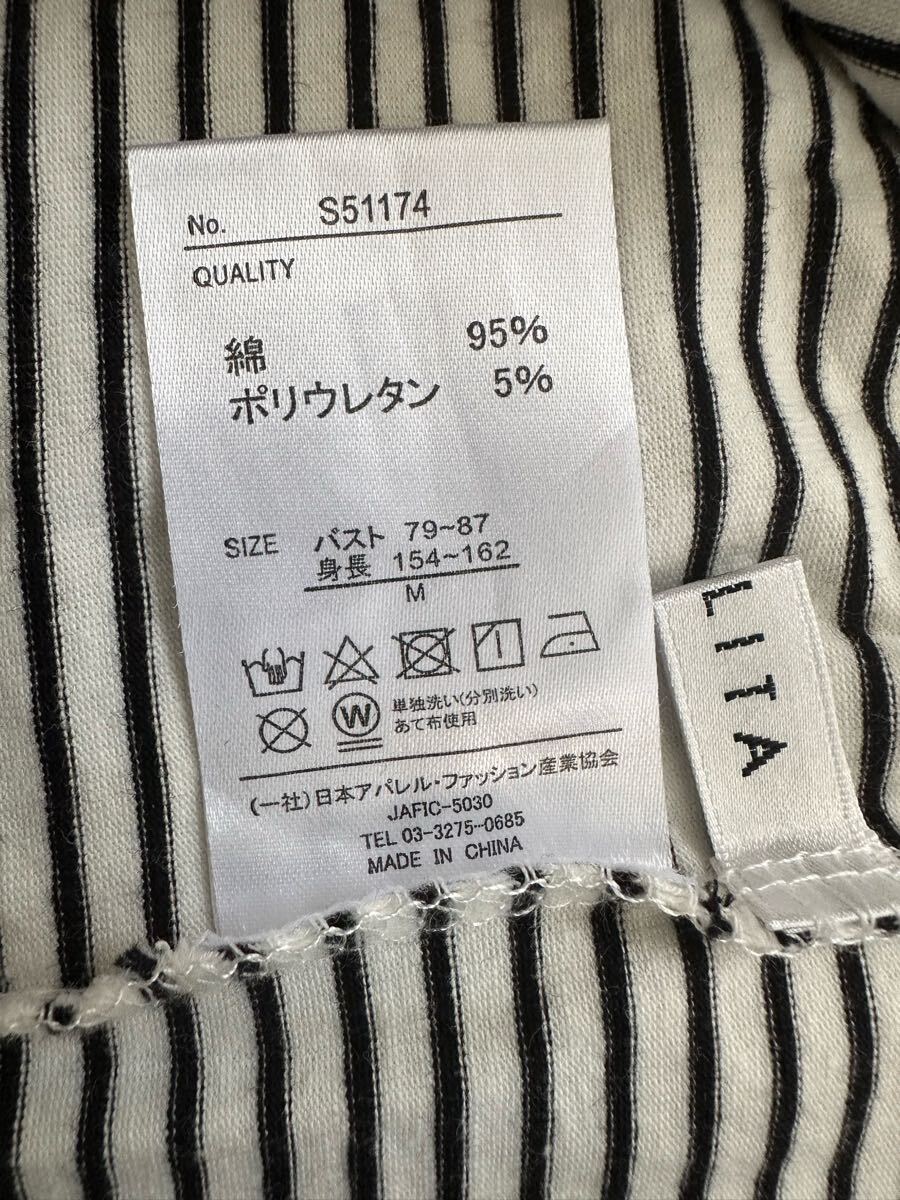 No. S51174
QUALITY
綿 95%
ポリウレタン 5%
SIZE バスト 79~87
身長 154~162
M
W
単独洗い(分別洗い)
あて布使用
(一社)日本アパレル・ファッション産業協会
JAFIC-5030
TEL 03-3275-0685
MADE IN CHINA
LITA